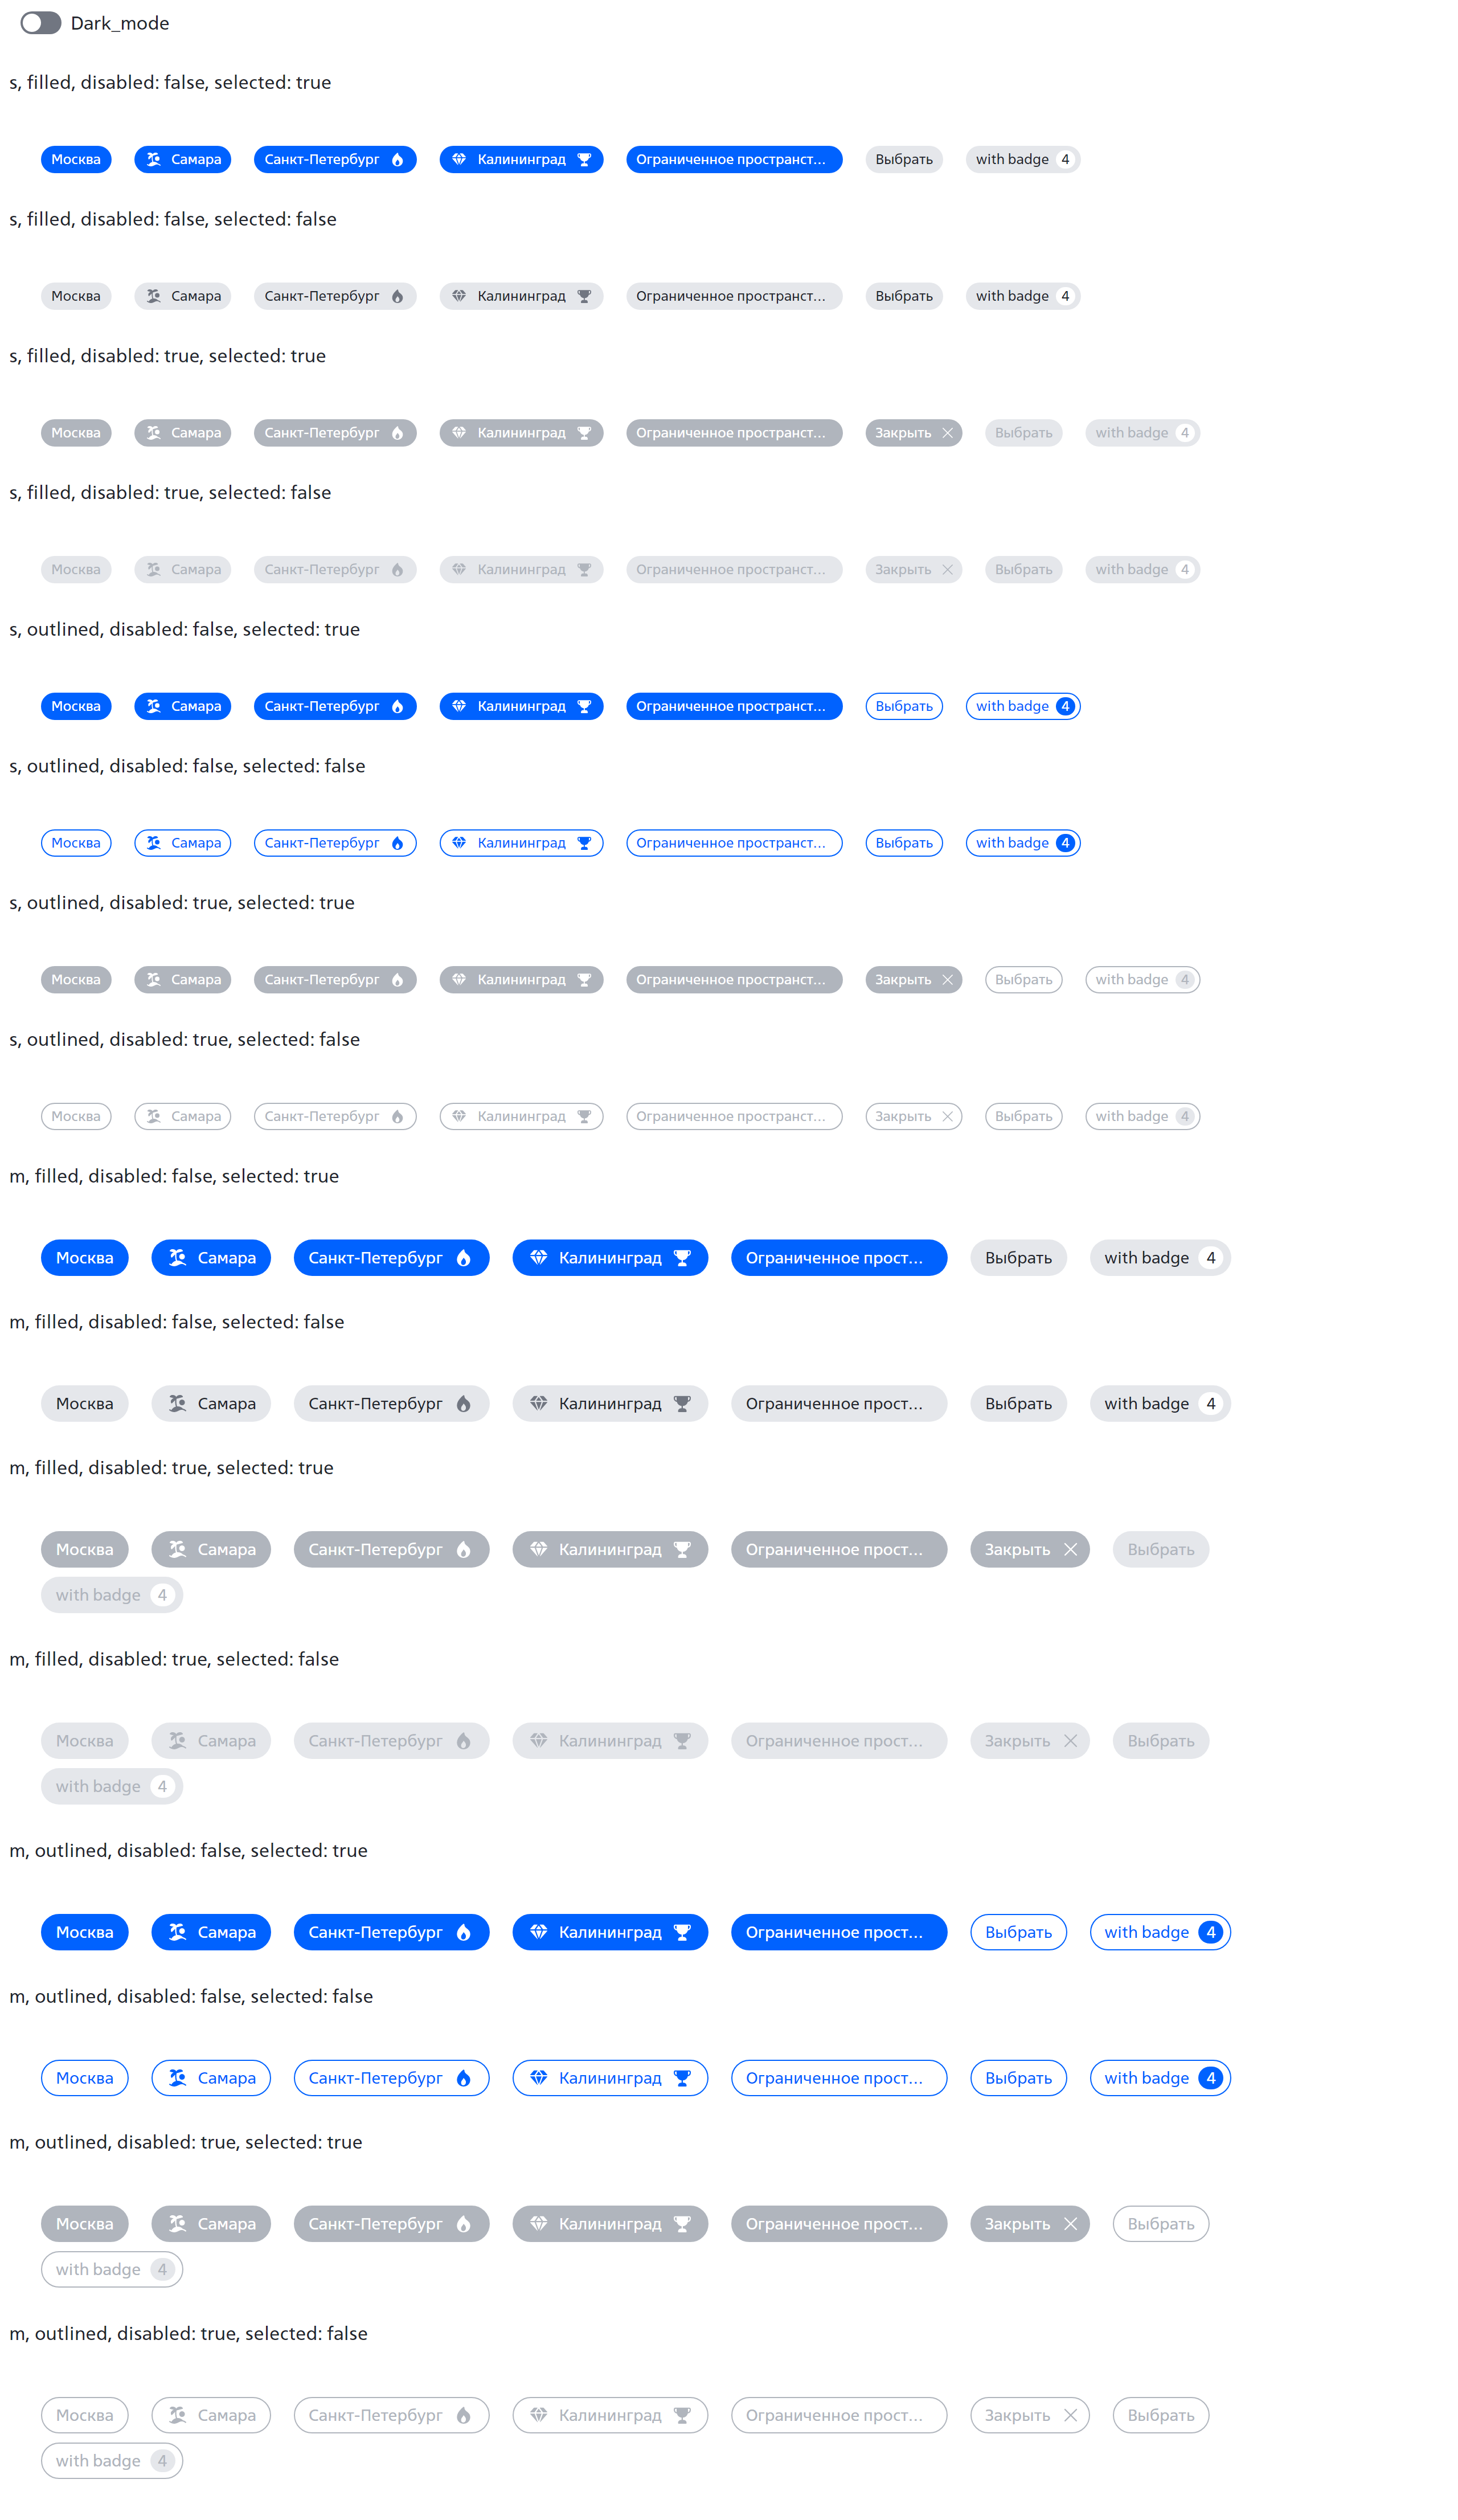 Dark_mode
s, filled, disabled: false, selected: true
Москва Самара Санкт-Петербург Калининград Ограниченное пространст... Выбрать with badge 4
s, filled, disabled: false, selected: false
Москва Самара Санкт-Петербург Калининград Ограниченное пространст... Выбрать with badge 4
s, filled, disabled: true, selected: true
Москва Самара Санкт-Петербург Калининград Ограниченное пространст... Закрыть Выбрать with badge 4
s, filled, disabled: true, selected: false
Москва Самара Санкт-Петербург Калининград Ограниченное пространст... Закрыть Выбрать with badge 4
s, outlined, disabled: false, selected: true
Москва Самара Санкт-Петербург Калининград Ограниченное пространст... Выбрать with badge 4
s, outlined, disabled: false, selected: false
Москва Самара Санкт-Петербург Калининград Ограниченное пространст... Выбрать with badge 4
s, outlined, disabled: true, selected: true
Москва Самара Санкт-Петербург Калининград Ограниченное пространст... Закрыть Выбрать with badge 4
s, outlined, disabled: true, selected: false
Москва Самара Санкт-Петербург Калининград Ограниченное пространст... Закрыть Выбрать with badge 4
m, filled, disabled: false, selected: true
Москва Самара Санкт-Петербург Калининград Ограниченное прост... Выбрать with badge 4
m, filled, disabled: false, selected: false
Москва Самара Санкт-Петербург Калининград Ограниченное прост... Выбрать with badge 4
m, filled, disabled: true, selected: true
Москва Самара Санкт-Петербург Калининград Ограниченное прост... Закрыть Выбрать
with badge 4
m, filled, disabled: true, selected: false
Москва Самара Санкт-Петербург Калининград Ограниченное прост... Закрыть Выбрать
with badge 4
m, outlined, disabled: false, selected: true
Москва Самара Санкт-Петербург Калининград Ограниченное прост... Выбрать with badge 4
m, outlined, disabled: false, selected: false
Москва Самара Санкт-Петербург Калининград Ограниченное прост... Выбрать with badge 4
m, outlined, disabled: true, selected: true
Москва Самара Санкт-Петербург Калининград Ограниченное прост... Закрыть Выбрать
with badge 4
m, outlined, disabled: true, selected: false
Москва Самара Санкт-Петербург Калининград Ограниченное прост... Закрыть Выбрать
with badge 4